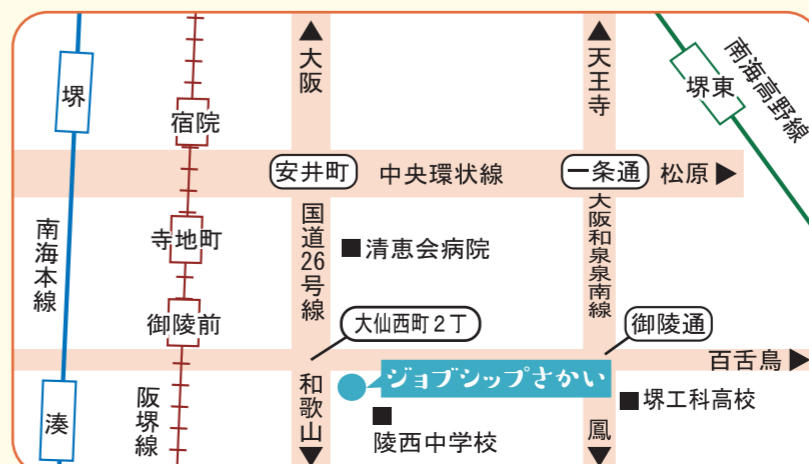 ▲
大阪
▲
天王寺
南海高野線
堺
堺東
宿院
安井町
中央環状線
一条通
松原▶
南海本線
寺地町
国道26号線
■清恵会病院
大阪和泉泉南線
御陵前
大仙西町2丁
御陵通
百舌鳥▶
ジョブシップさかい
湊
阪堺線
和歌山
▼
■
陵西中学校
鳳
▼
■堺工科高校